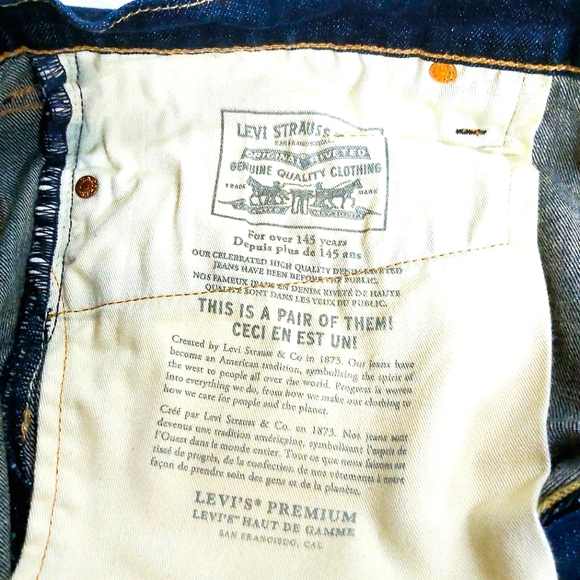 LEVI STRAUSS
SAN FRANCISCO
ORIGINAL RIVETED
GENUINE QUALITY CLOTHING
TRADE MARK
For over 145 years
Depuis plus de 145 ans
OUR CELEBRATED HIGH QUALITY DENIM RIVETED
JEANS HAVE BEEN BEFORE THE PUBLIC.
NOS FAMEUX JEANS EN DENIM RIVETÉ DE HAUTE
QUALITÉ SONT DANS LES YEUX DU PUBLIC.
THIS IS A PAIR OF THEM!
CECI EN EST UN!
Created by Levi Strauss & Co in 1873. Our jeans have
become an American tradition, symbolizing the spirit of
the west to people all over the world. Progress is woven
into everything we do, from how we make our clothing to
how we care for people and the planet.
Créé par Levi Strauss & Co. en 1873. Nos jeans sont
devenus une tradition américaine, symbolisant l'esprit de
l'Ouest dans le monde entier. Tout ce que nous faisons est
tissé de progrès, de la confection de nos vêtements à notre
façon de prendre soin des gens et de la planète.
LEVI'S® PREMIUM
LEVI'S® HAUT DE GAMME
SAN FRANCISCO, CAL